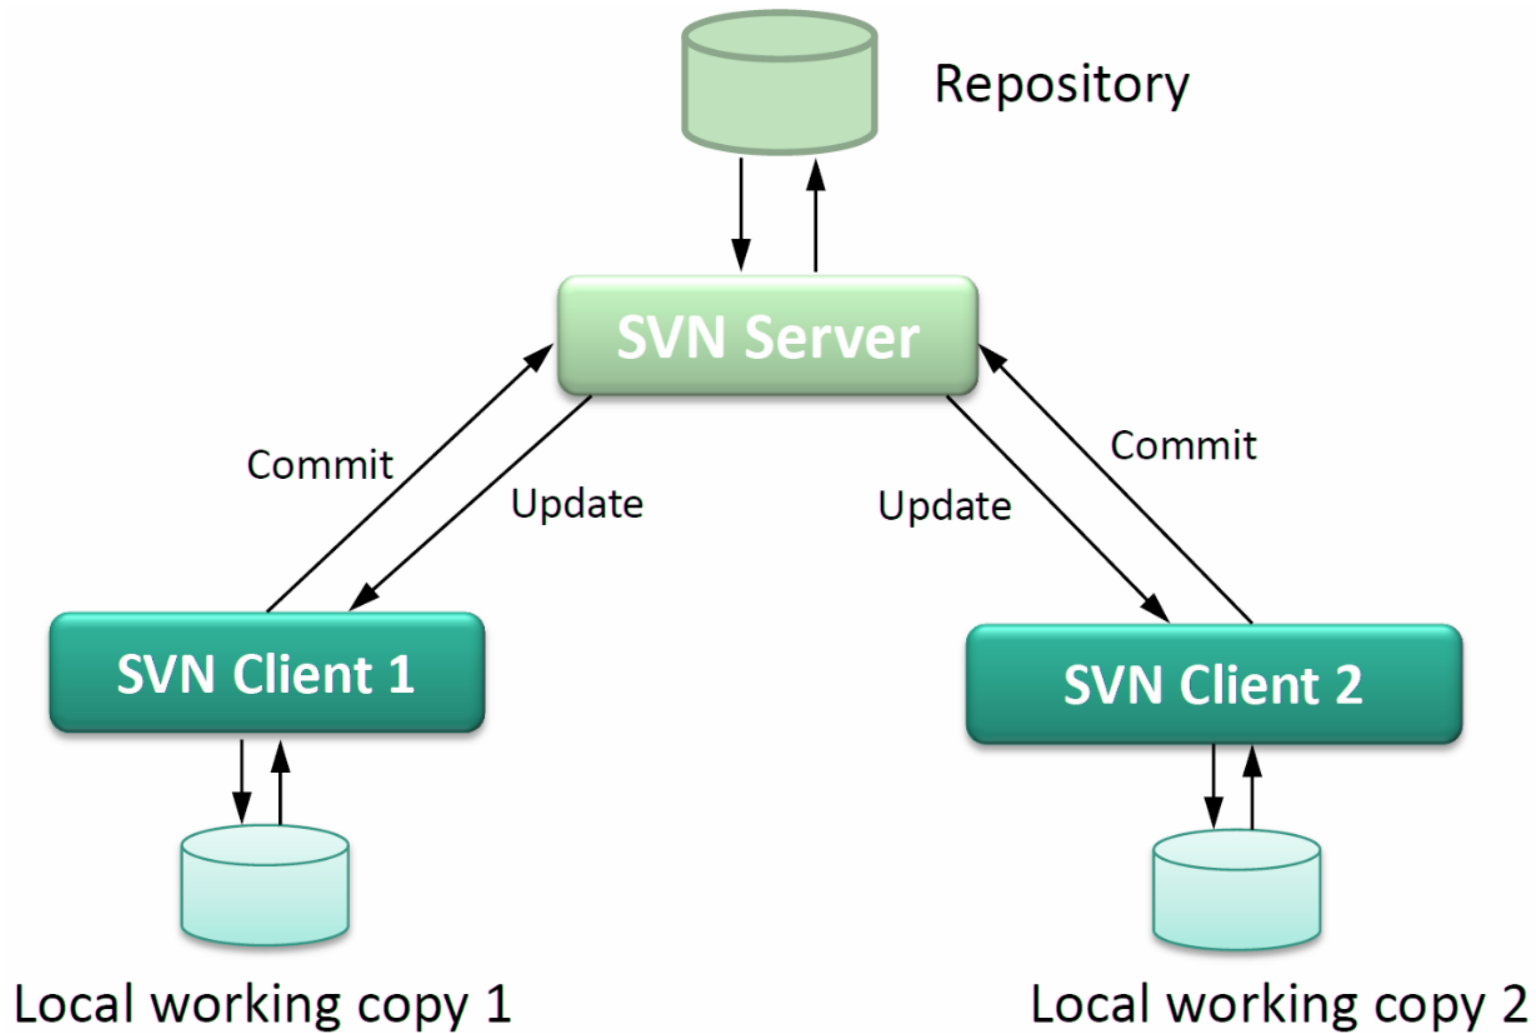 Repository
SVN Server
Commit
Update
Update
Commit
SVN Client 1
SVN Client 2
Local working copy 1
Local working copy 2